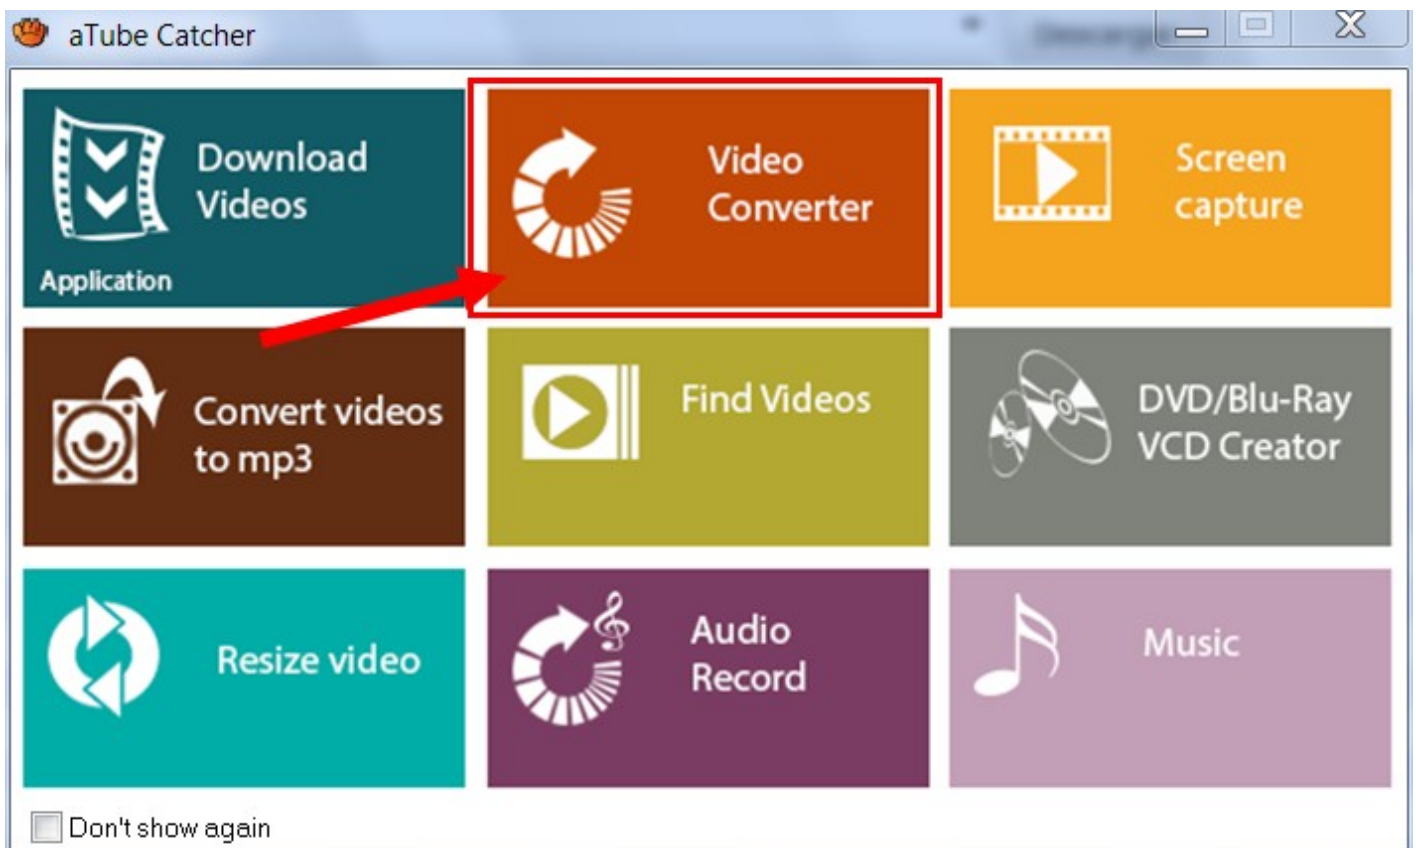 aTube Catcher
Download
Videos
Application
Video
Converter
Screen
capture
Convert videos
to mp3
Find Videos
DVD/Blu-Ray
VCD Creator
Resize video
Audio
Record
Music
Don't show again